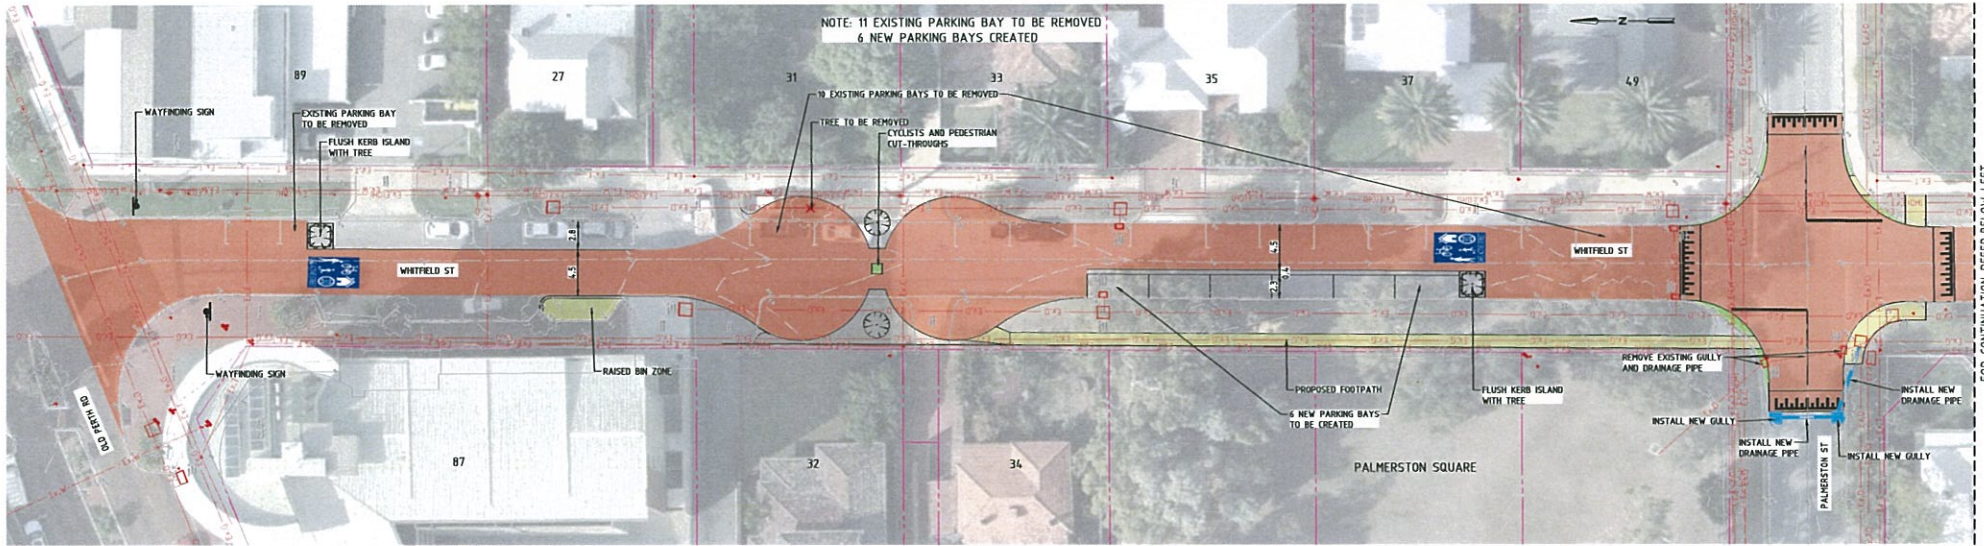 NOTE: 11 EXISTING PARKING BAY TO BE REMOVED
6 NEW PARKING BAYS CREATED
N
89
27
31
33
35
37
49
WAYFINDING SIGN
EXISTING PARKING BAY
TO BE REMOVED
FLUSH KERB ISLAND
WITH TREE
10 EXISTING PARKING BAYS TO BE REMOVED
TREE TO BE REMOVED
CYCLISTS AND PEDESTRIAN
CUT-THROUGHS
2.8
4.5
WHITFIELD ST
4.5
0.4
2.3
WHITFIELD ST
WAYFINDING SIGN
RAISED BIN ZONE
OLD PERTH RD
87
32
34
PROPOSED FOOTPATH
6 NEW PARKING BAYS
TO BE CREATED
FLUSH KERB ISLAND
WITH TREE
PALMERSTON SQUARE
REMOVE EXISTING GULLY
AND DRAINAGE PIPE
INSTALL NEW
DRAINAGE PIPE
INSTALL NEW GULLY
INSTALL NEW
DRAINAGE PIPE
INSTALL NEW GULLY
PALMERSTON ST